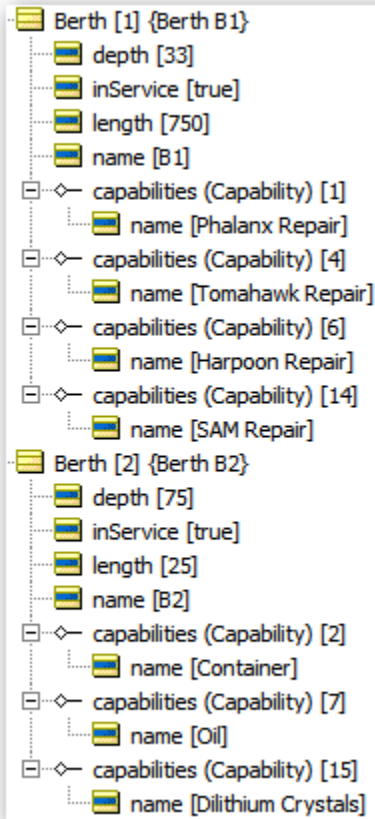 Berth [1] {Berth B1}
depth [33]
inService [true]
length [750]
name [B1]
capabilities (Capability) [1]
name [Phalanx Repair]
capabilities (Capability) [4]
name [Tomahawk Repair]
capabilities (Capability) [6]
name [Harpoon Repair]
capabilities (Capability) [14]
name [SAM Repair]
Berth [2] {Berth B2}
depth [75]
inService [true]
length [25]
name [B2]
capabilities (Capability) [2]
name [Container]
capabilities (Capability) [7]
name [Oil]
capabilities (Capability) [15]
name [Dilithium Crystals]